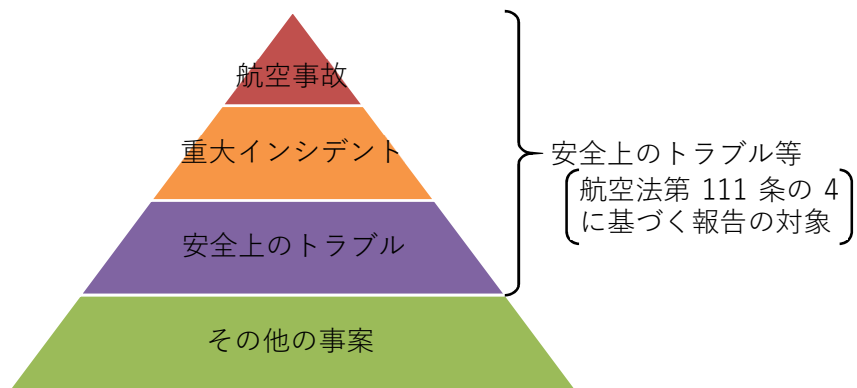 航空事故
重大インシデント
安全上のトラブル
その他の事案
安全上のトラブル等
航空法第 111 条の 4
に基づく報告の対象